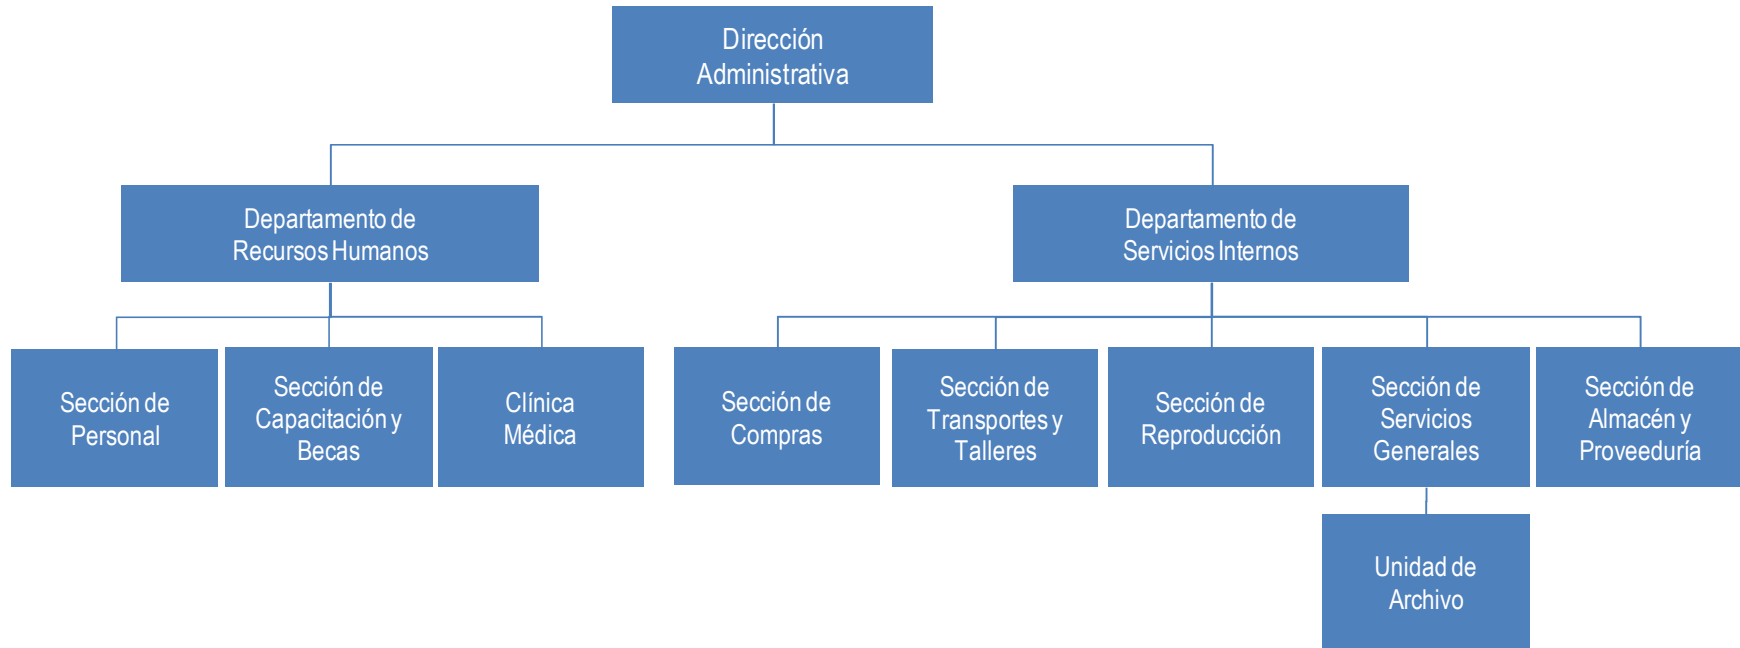 Dirección
Administrativa
Departamento de
Recursos Humanos
Departamento de
Servicios Internos
Sección de
Personal
Sección de
Capacitación y
Becas
Clínica
Médica
Sección de
Compras
Sección de
Transportes y
Talleres
Sección de
Reproducción
Sección de
Servicios
Generales
Sección de
Almacén y
Proveeduría
Unidad de
Archivo